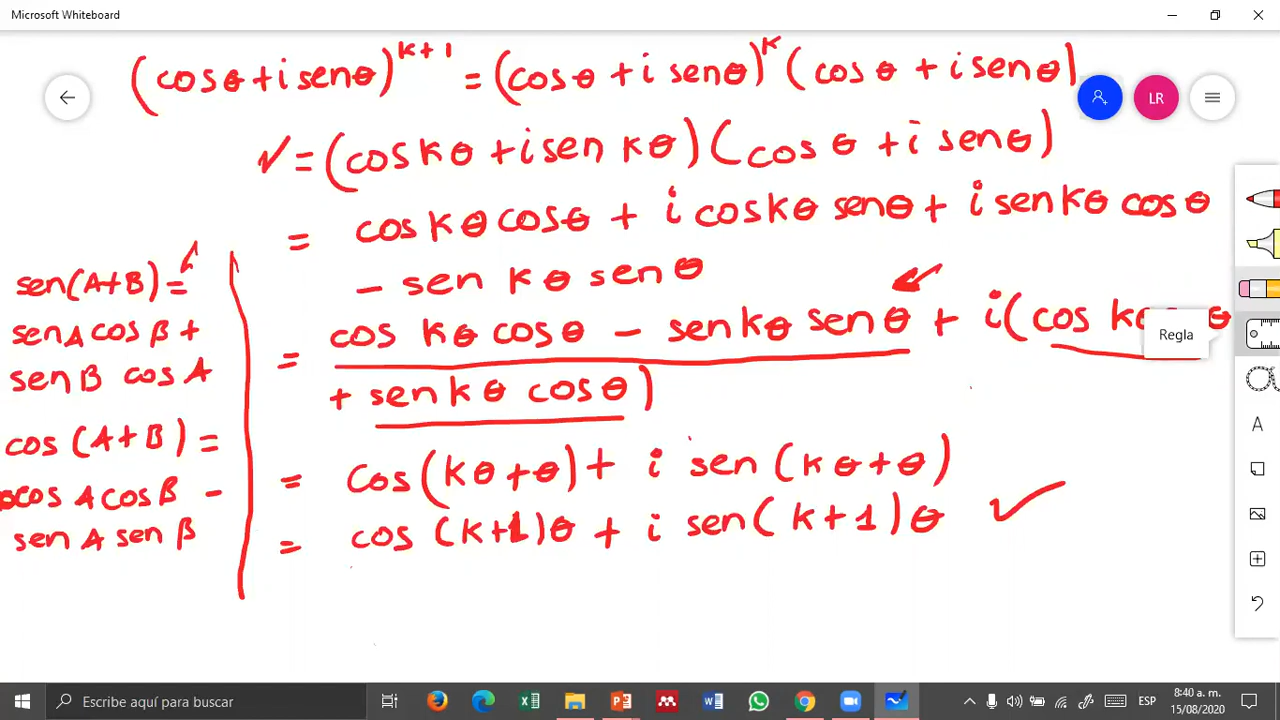 Microsoft Whiteboard
(cosθ+i senθ)^k+1 = (cosθ + i senθ)^k (cosθ + i senθ)
LR
✓= (cos kθ + i sen kθ) (cosθ + i senθ)
= cos kθ cosθ + i cos kθ senθ + i sen kθ cosθ
- sen kθ senθ
= cos kθ cosθ - sen kθ senθ + i( cos k θ
+ sen kθ cosθ)
= Cos(kθ+θ) + i sen (kθ+θ)
= cos (k+1)θ + i sen (k+1)θ ✓
sen(A+B) =
sen A cos B +
sen B cos A
cos (A+B) =
cos A cos B -
sen A sen B
Regla
A
Escribe aquí para buscar
ESP
8:40 a. m.
15/08/2020